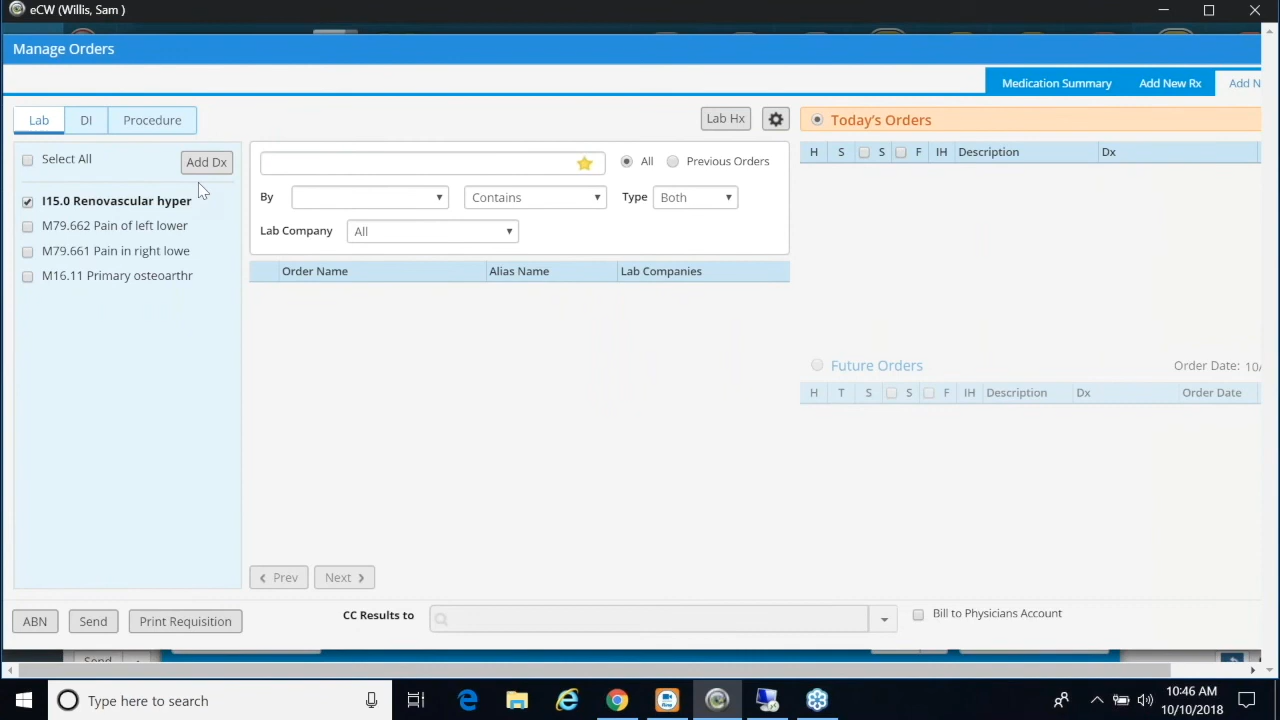 eCW (Willis, Sam )
Manage Orders
Medication Summary Add New Rx Add N
Lab DI Procedure Lab Hx Today's Orders
Select All Add Dx All Previous Orders H S S F IH Description Dx
I15.0 Renovascular hyper By Contains Type Both
M79.662 Pain of left lower Lab Company All
M79.661 Pain in right lowe Order Name Alias Name Lab Companies
M16.11 Primary osteoarthr
Future Orders Order Date: 10/
H T S S F IH Description Dx Order Date
Prev Next
ABN Send Print Requisition CC Results to Bill to Physicians Account
Send
Type here to search 10:46 AM
10/10/2018